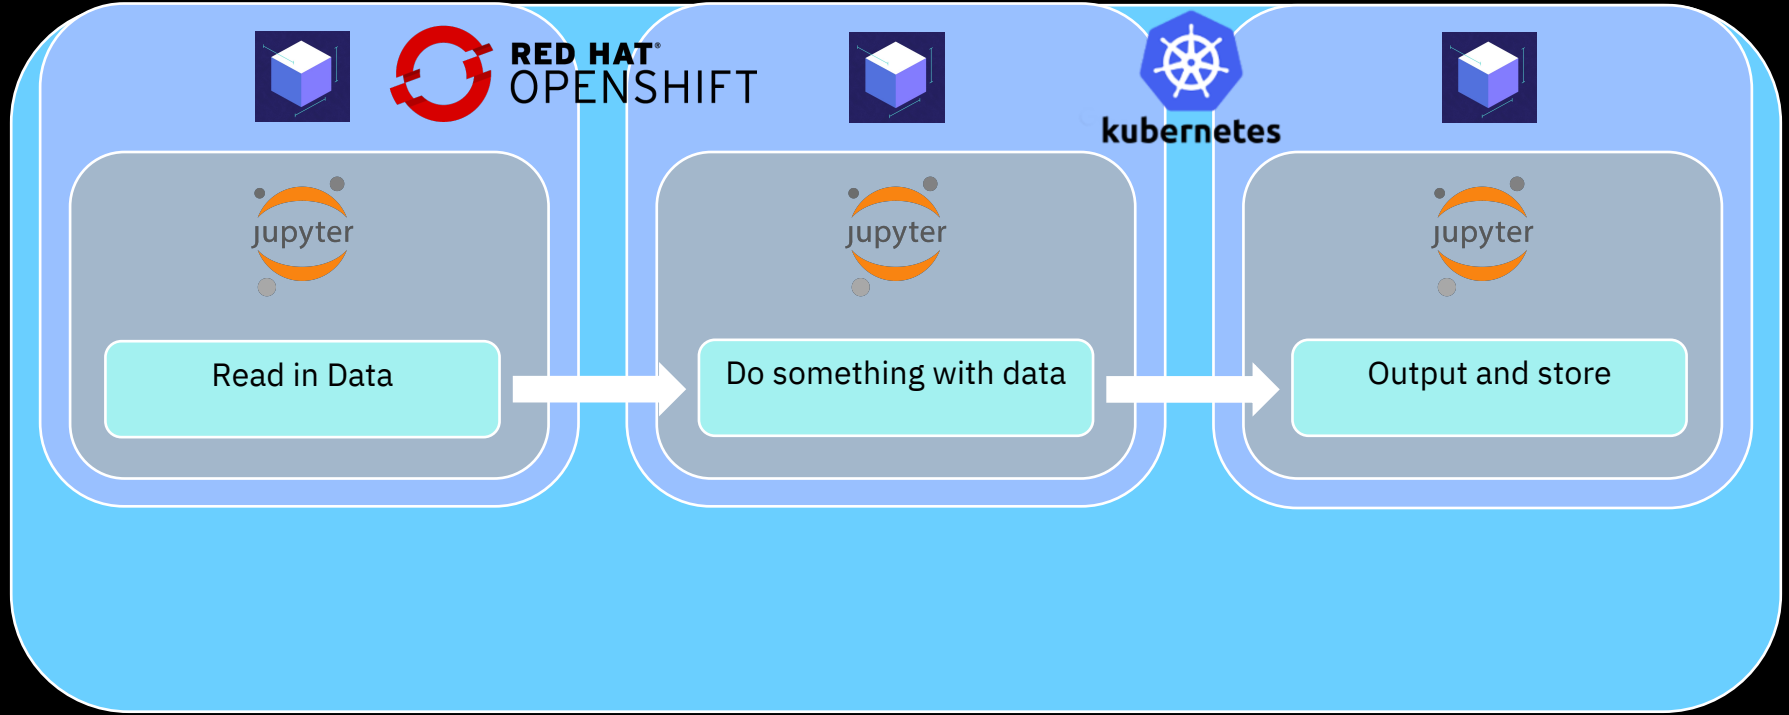 RED HAT®
OPENSHIFT
kubernetes
jupyter
jupyter
jupyter
Read in Data
Do something with data
Output and store